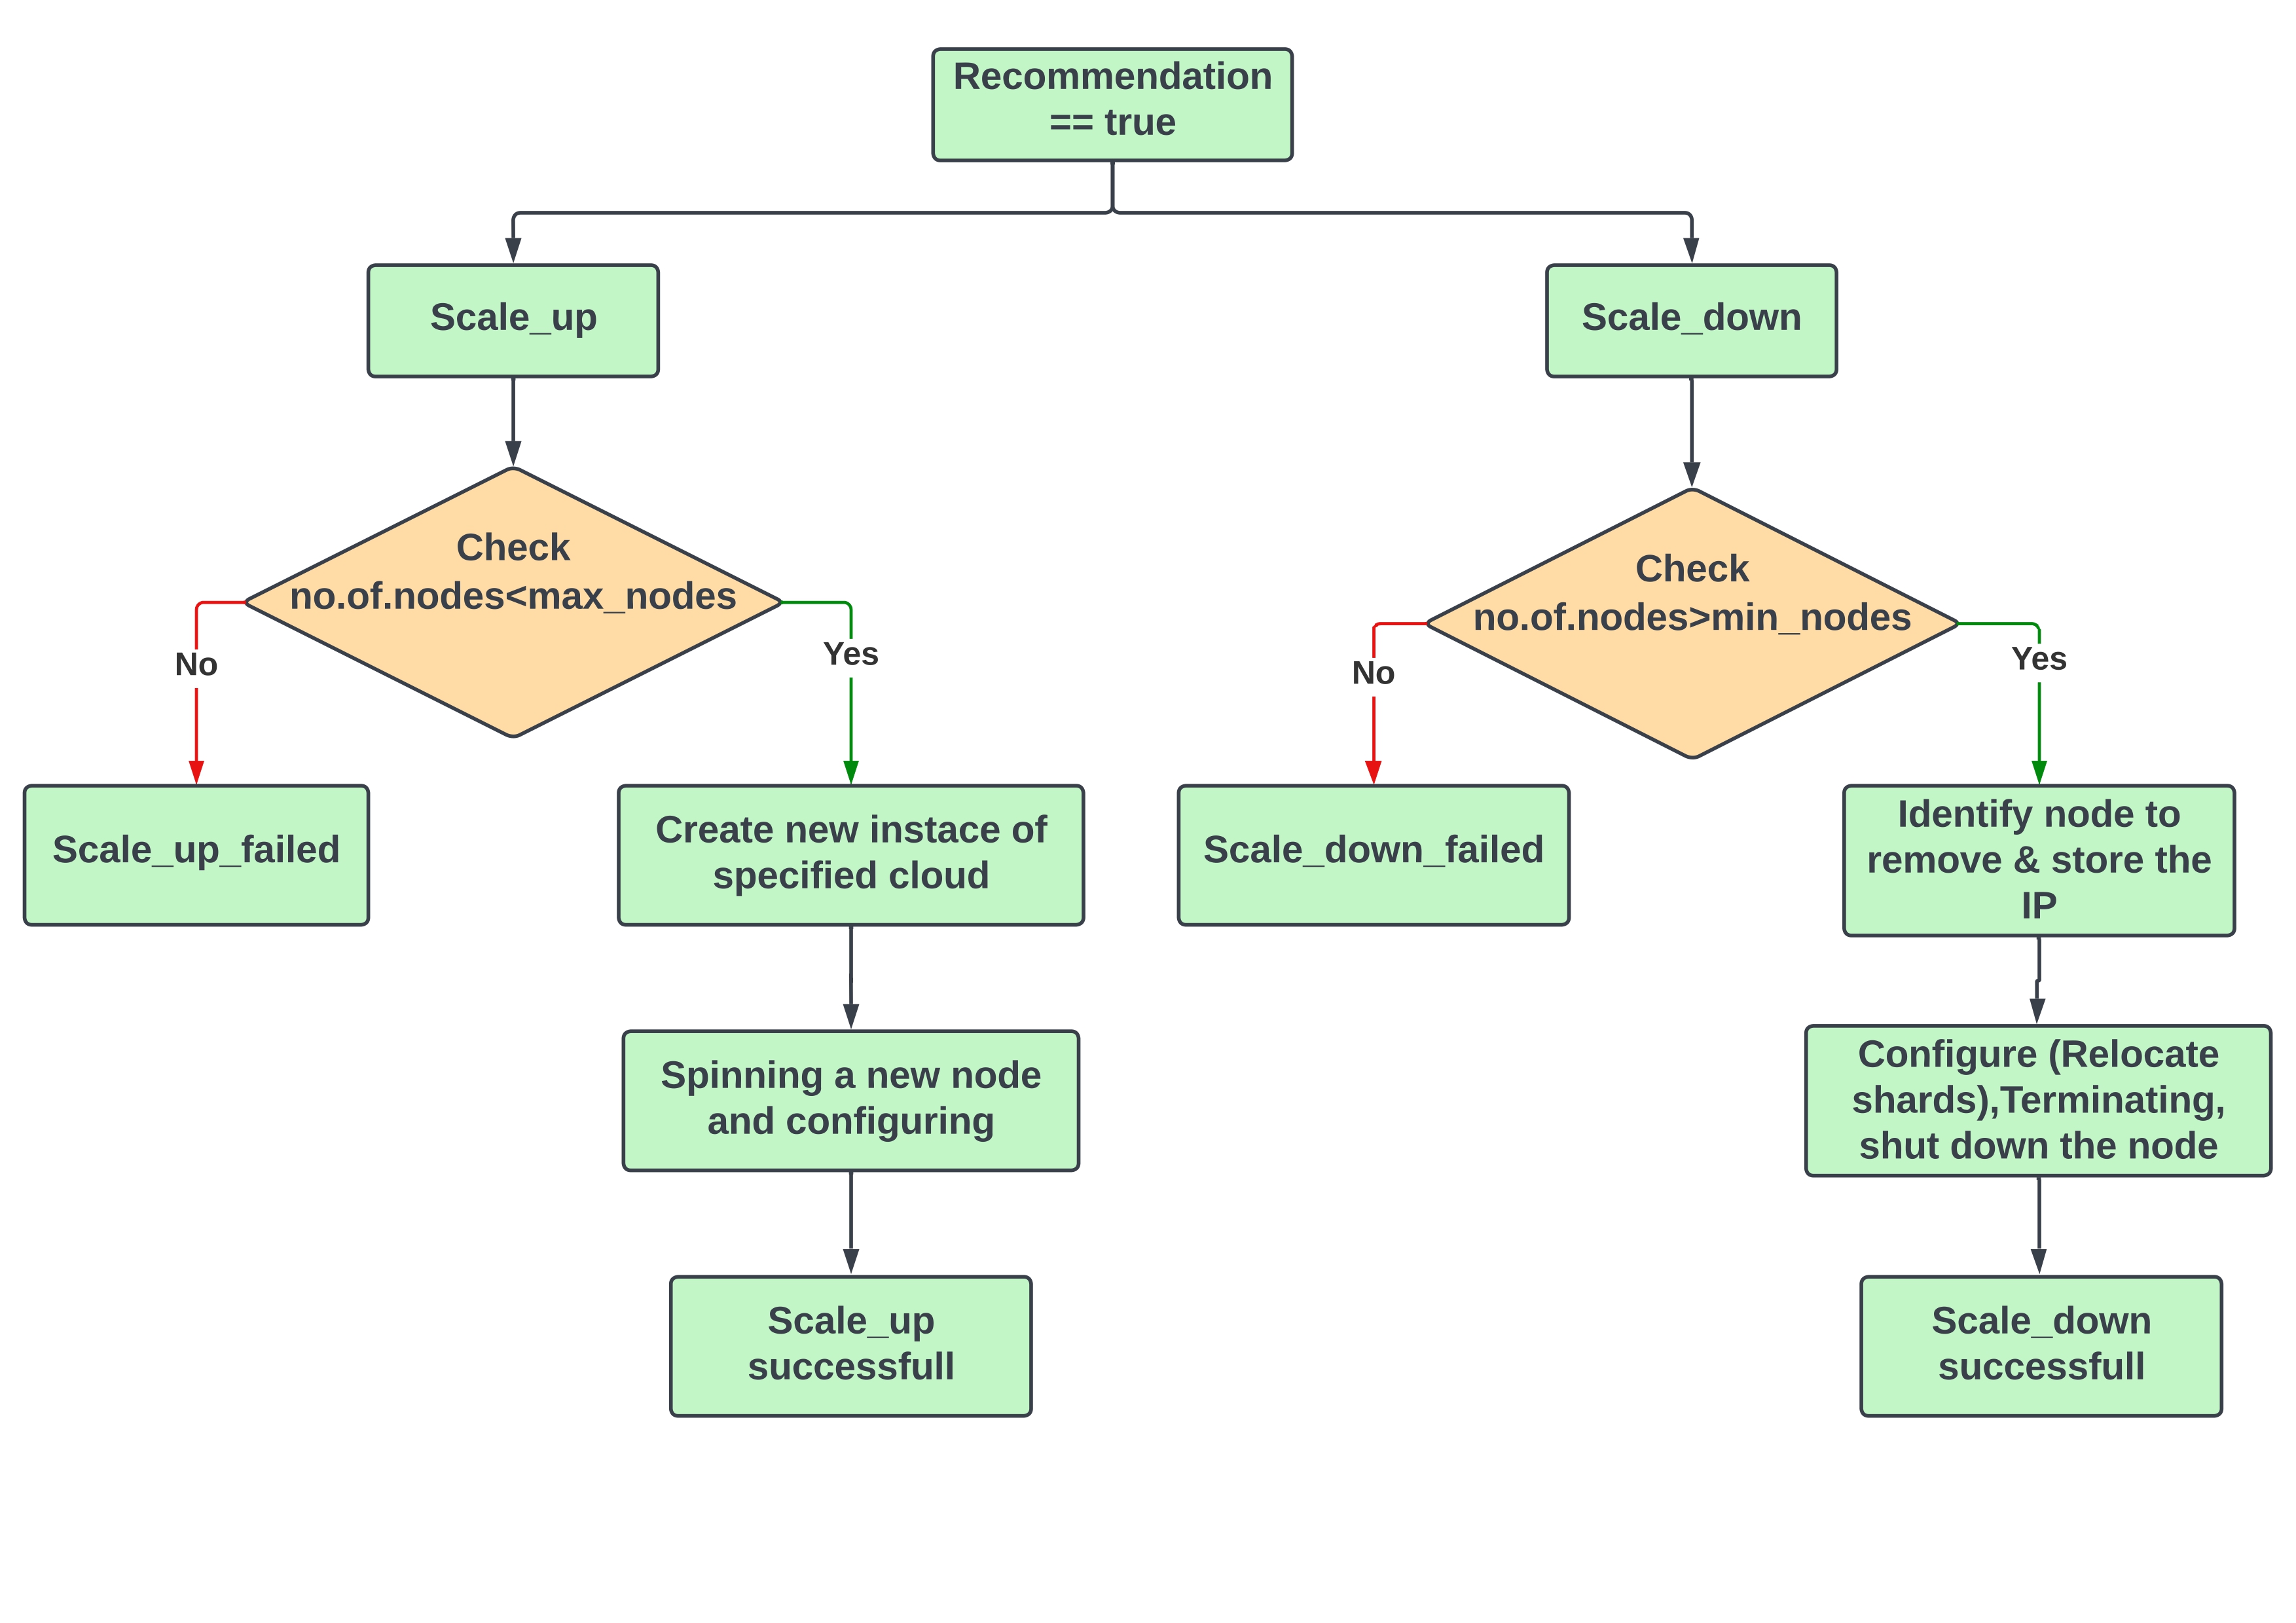 Recommendation
== true
Scale_up
Scale_down
Check
no.of.nodes<max_nodes
Check
no.of.nodes>min_nodes
No
Yes
No
Yes
Scale_up_failed
Create new instace of
specified cloud
Scale_down_failed
Identify node to
remove & store the
IP
Spinning a new node
and configuring
Configure (Relocate
shards),Terminating,
shut down the node
Scale_up
successfull
Scale_down
successfull